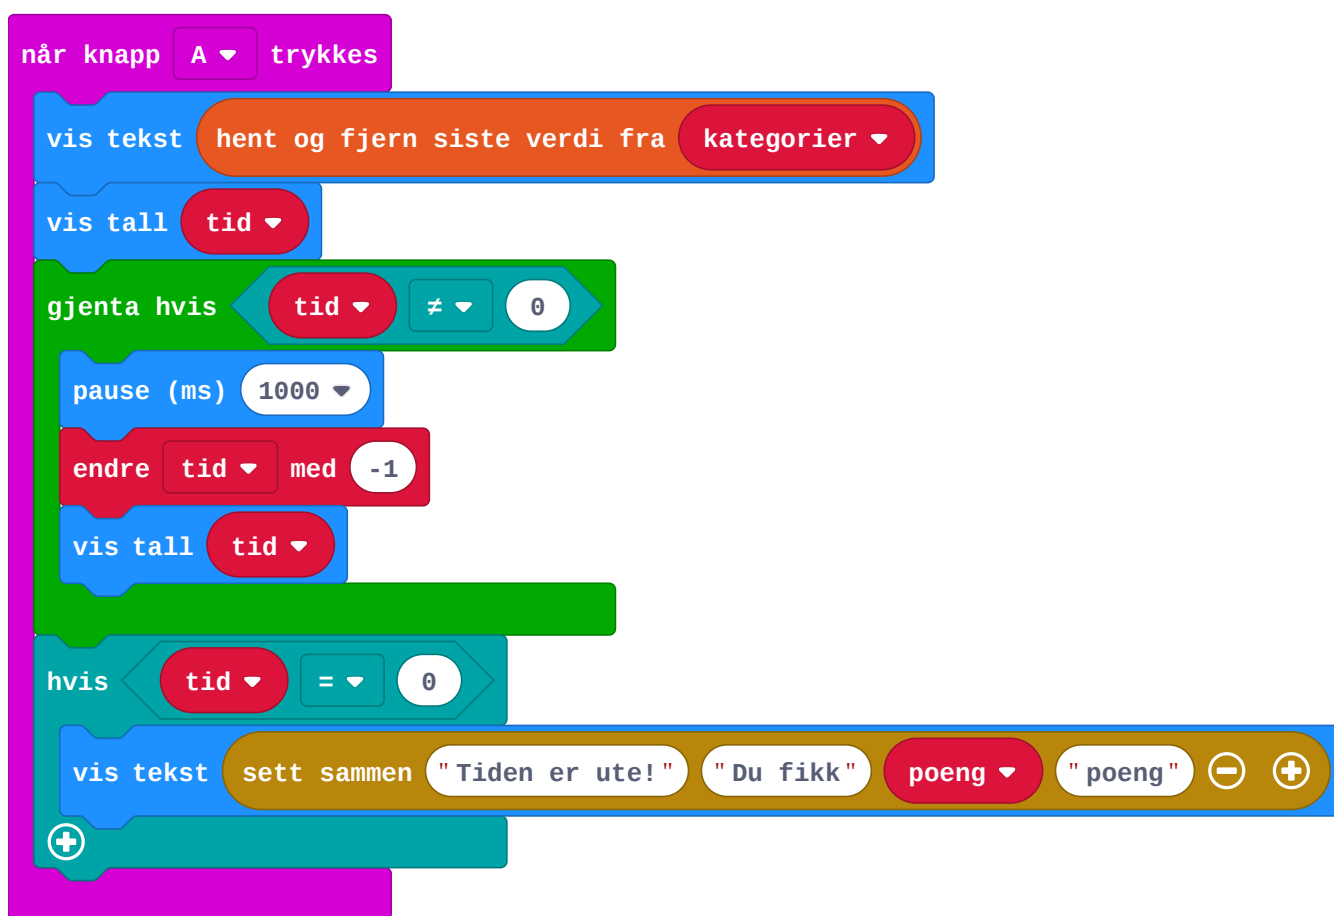 når knapp A trykkes
vis tekst hent og fjern siste verdi fra kategorier
vis tall tid
gjenta hvis tid ≠ 0
pause (ms) 1000
endre tid med -1
vis tall tid
hvis tid = 0
vis tekst sett sammen "Tiden er ute!" "Du fikk" poeng "poeng"